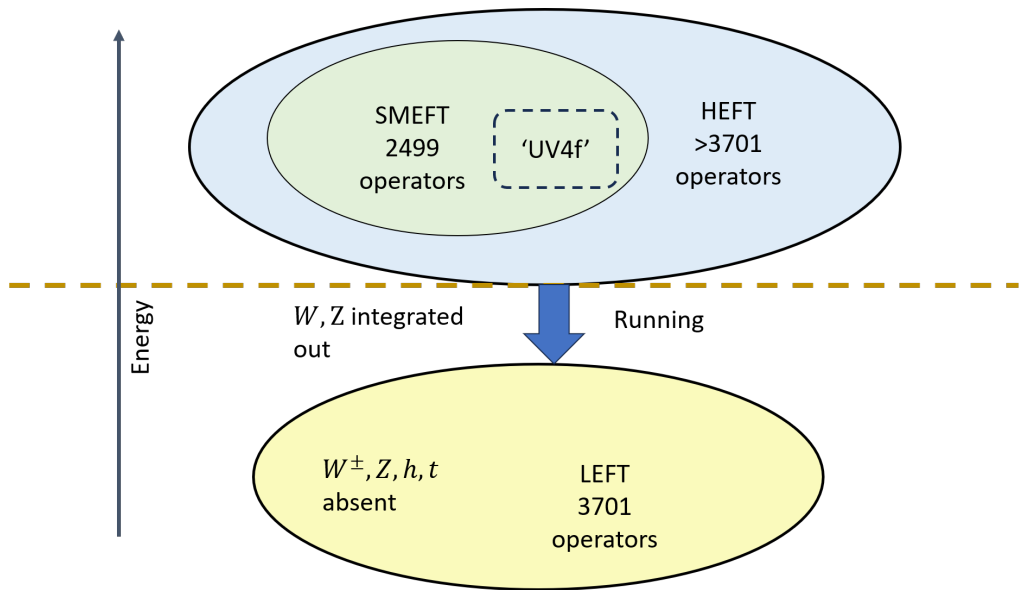 SMEFT
2499
operators
‘UV4f’
HEFT
>3701
operators
Energy
W, Z integrated
out
Running
W±, Z, h, t
absent
LEFT
3701
operators